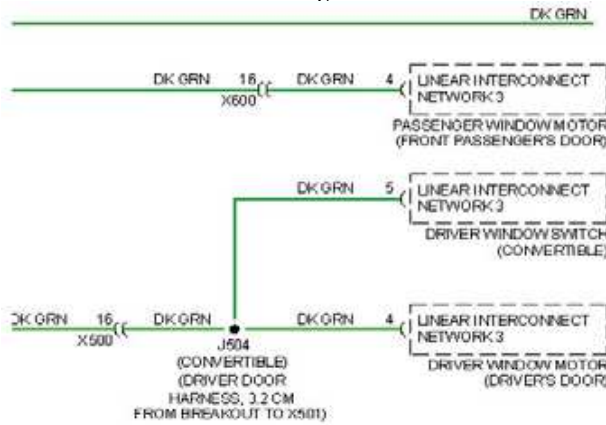 DK GRN
DK GRN 16 DK GRN 4 LINEAR INTERCONNECT
NETWORK 3
X600
PASSENGER WINDOW MOTOR
(FRONT PASSENGER'S DOOR)
DK GRN 5 LINEAR INTERCONNECT
NETWORK 3
DRIVER WINDOW SWITCH
(CONVERTIBLE)
DK GRN 16 DK GRN DK GRN 4 LINEAR INTERCONNECT
NETWORK 3
X500
J504
(CONVERTIBLE)
(DRIVER DOOR
HARNESS, 3.2 CM
FROM BREAKOUT TO X501)
DRIVER WINDOW MOTOR
(DRIVER'S DOOR)